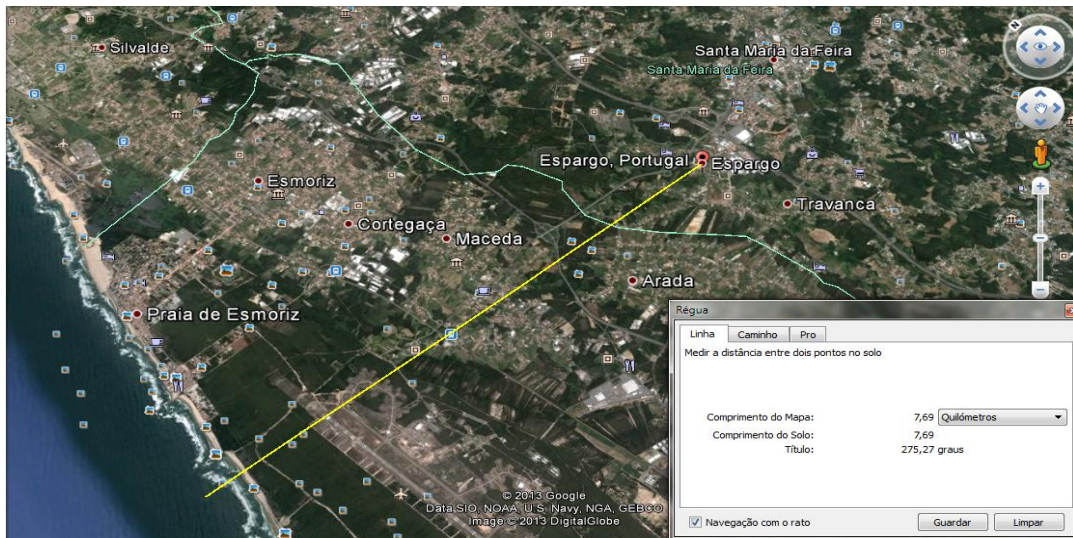 Silvalde
Santa Maria da Feira
Santa Maria da Feira
N
Espargo, Portugal
Espargo
Esmoriz
Travanca
Cortegaça
Maceda
Arada
Praia de Esmoriz
Régua
Linha
Caminho
Pro
Medir a distância entre dois pontos no solo
Comprimento do Mapa: 7,69 Quilómetros
Comprimento do Solo: 7,69
Título: 275,27 graus
Navegação com o rato
Guardar
Limpar
© 2013 Google
Data SIO, NOAA, U.S. Navy, NGA, GEBCO
Image © 2013 DigitalGlobe